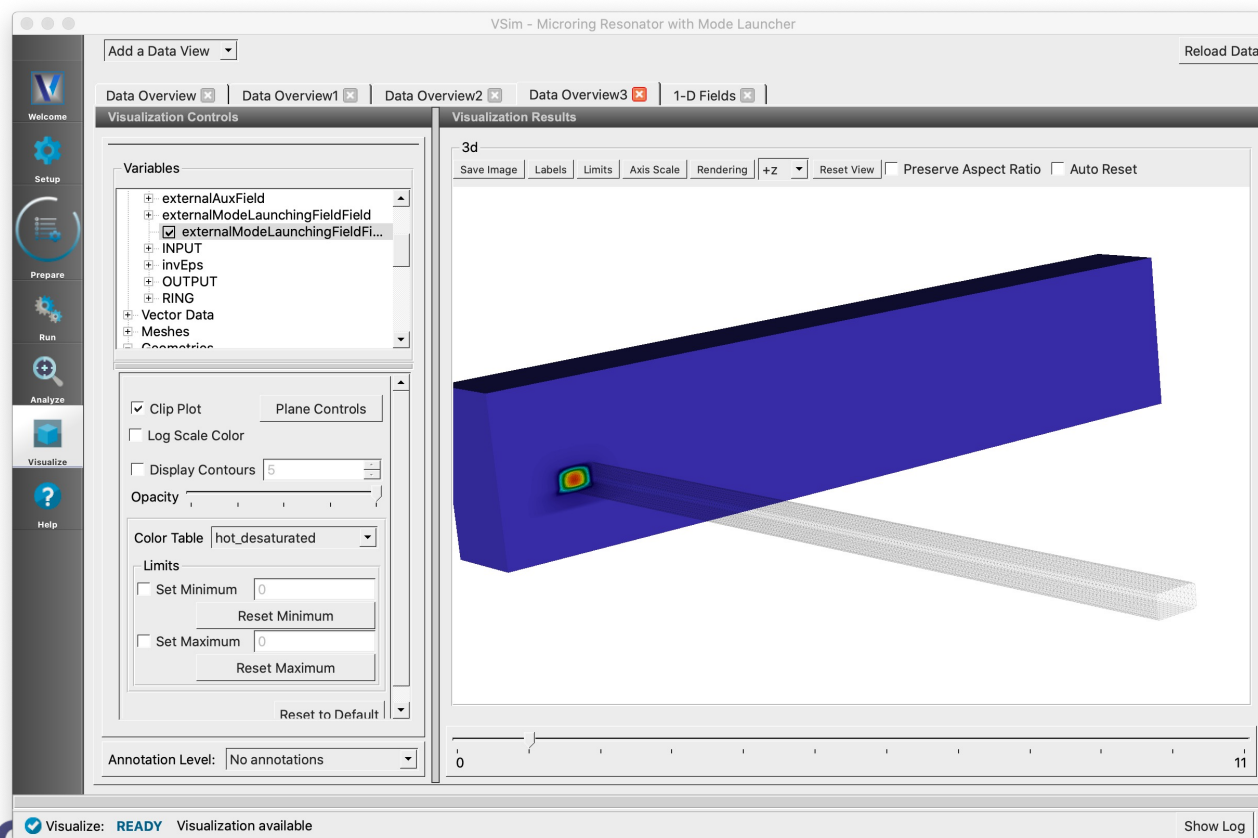 VSim - Microring Resonator with Mode Launcher
Add a Data View
Reload Data
Data Overview
Data Overview1
Data Overview2
Data Overview3
1-D Fields
Welcome
Setup
Prepare
Run
Analyze
Visualize
Help
Visualization Controls
Variables
externalAuxField
externalModeLaunchingFieldField
externalModeLaunchingFieldFi...
INPUT
invEps
OUTPUT
RING
Vector Data
Meshes
Geometries
Clip Plot
Plane Controls
Log Scale Color
Display Contours 5
Opacity
Color Table hot_desaturated
Limits
Set Minimum 0
Reset Minimum
Set Maximum 0
Reset Maximum
Reset to Default
Annotation Level: No annotations
Visualization Results
3d
Save Image Labels Limits Axis Scale Rendering +Z Reset View Preserve Aspect Ratio Auto Reset
0 11
Visualize: READY Visualization available
Show Log